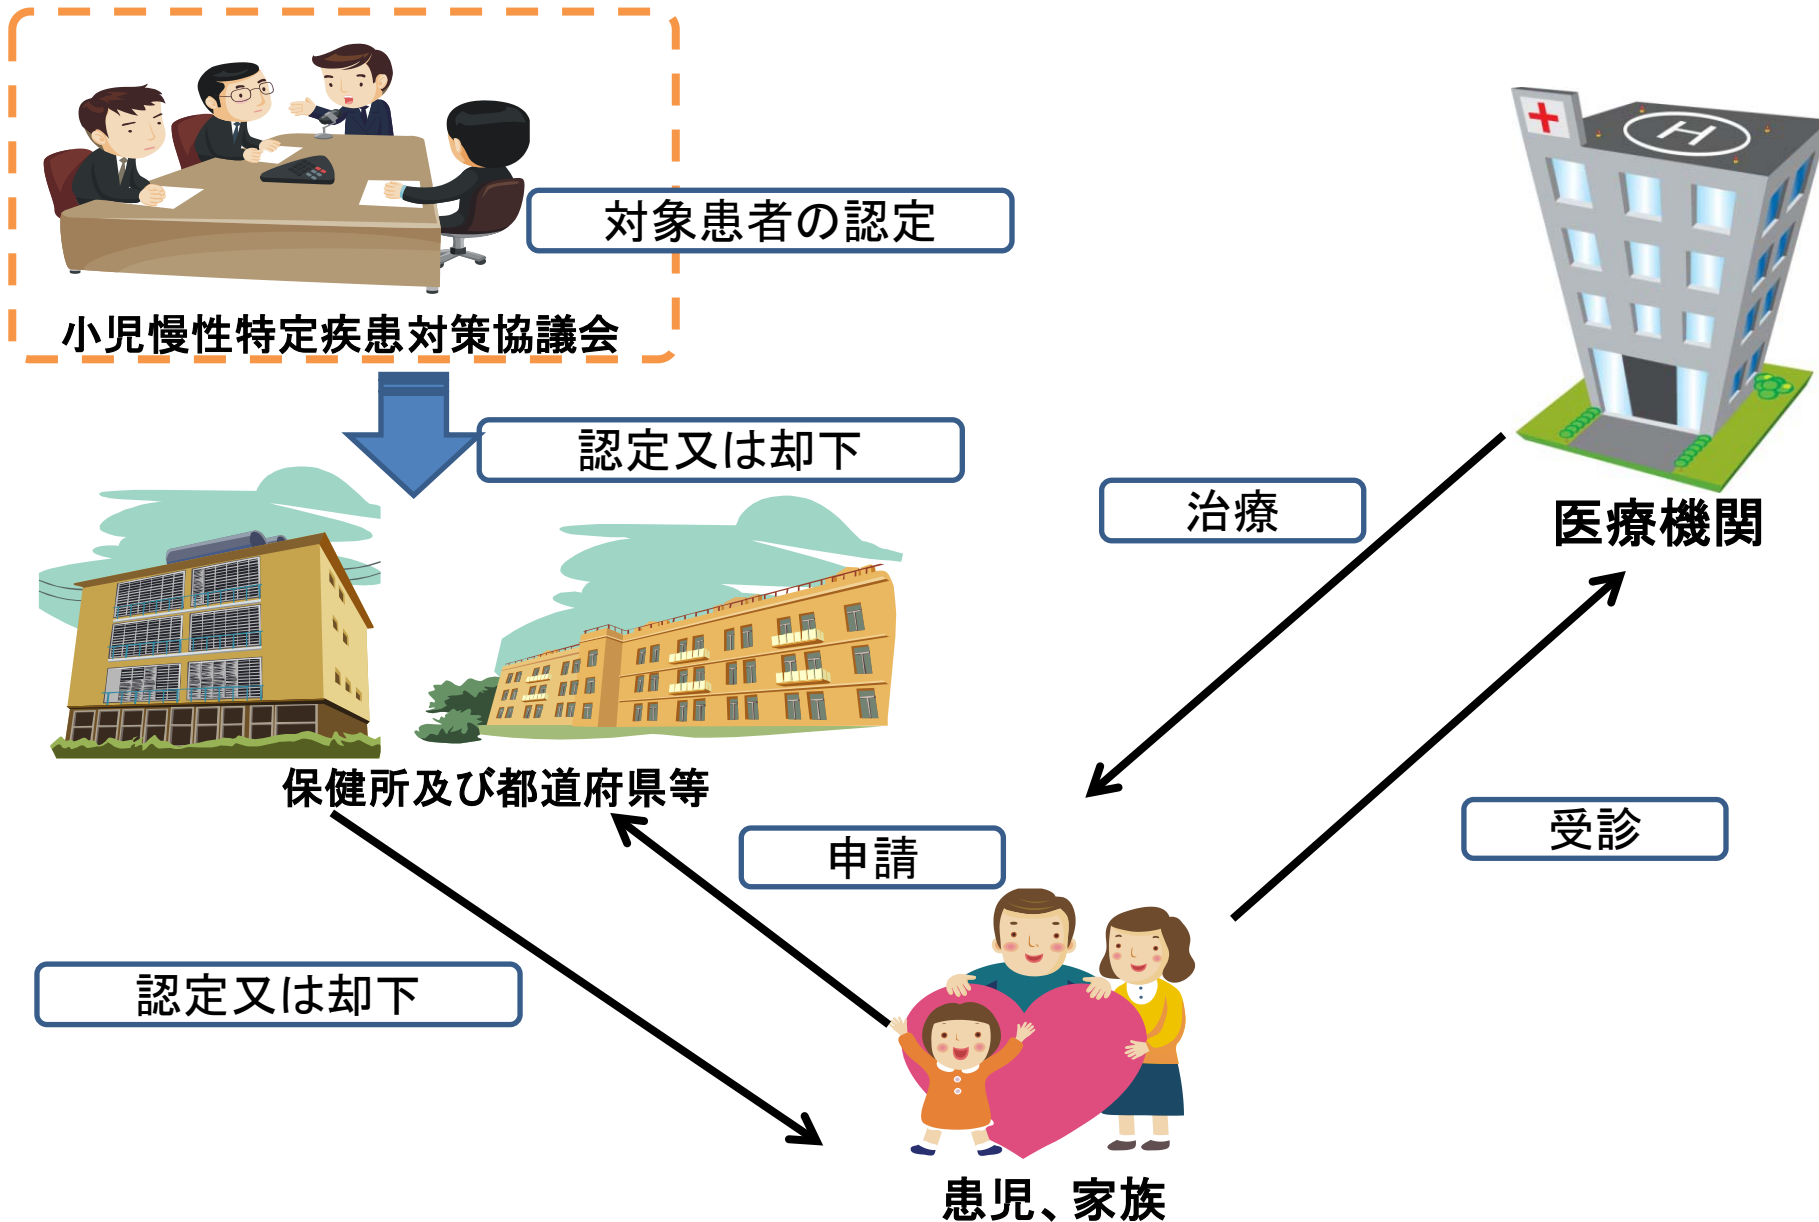 対象患者の認定
小児慢性特定疾患対策協議会
認定又は却下
治療
医療機関
H
保健所及び都道府県等
申請
受診
認定又は却下
患児、家族